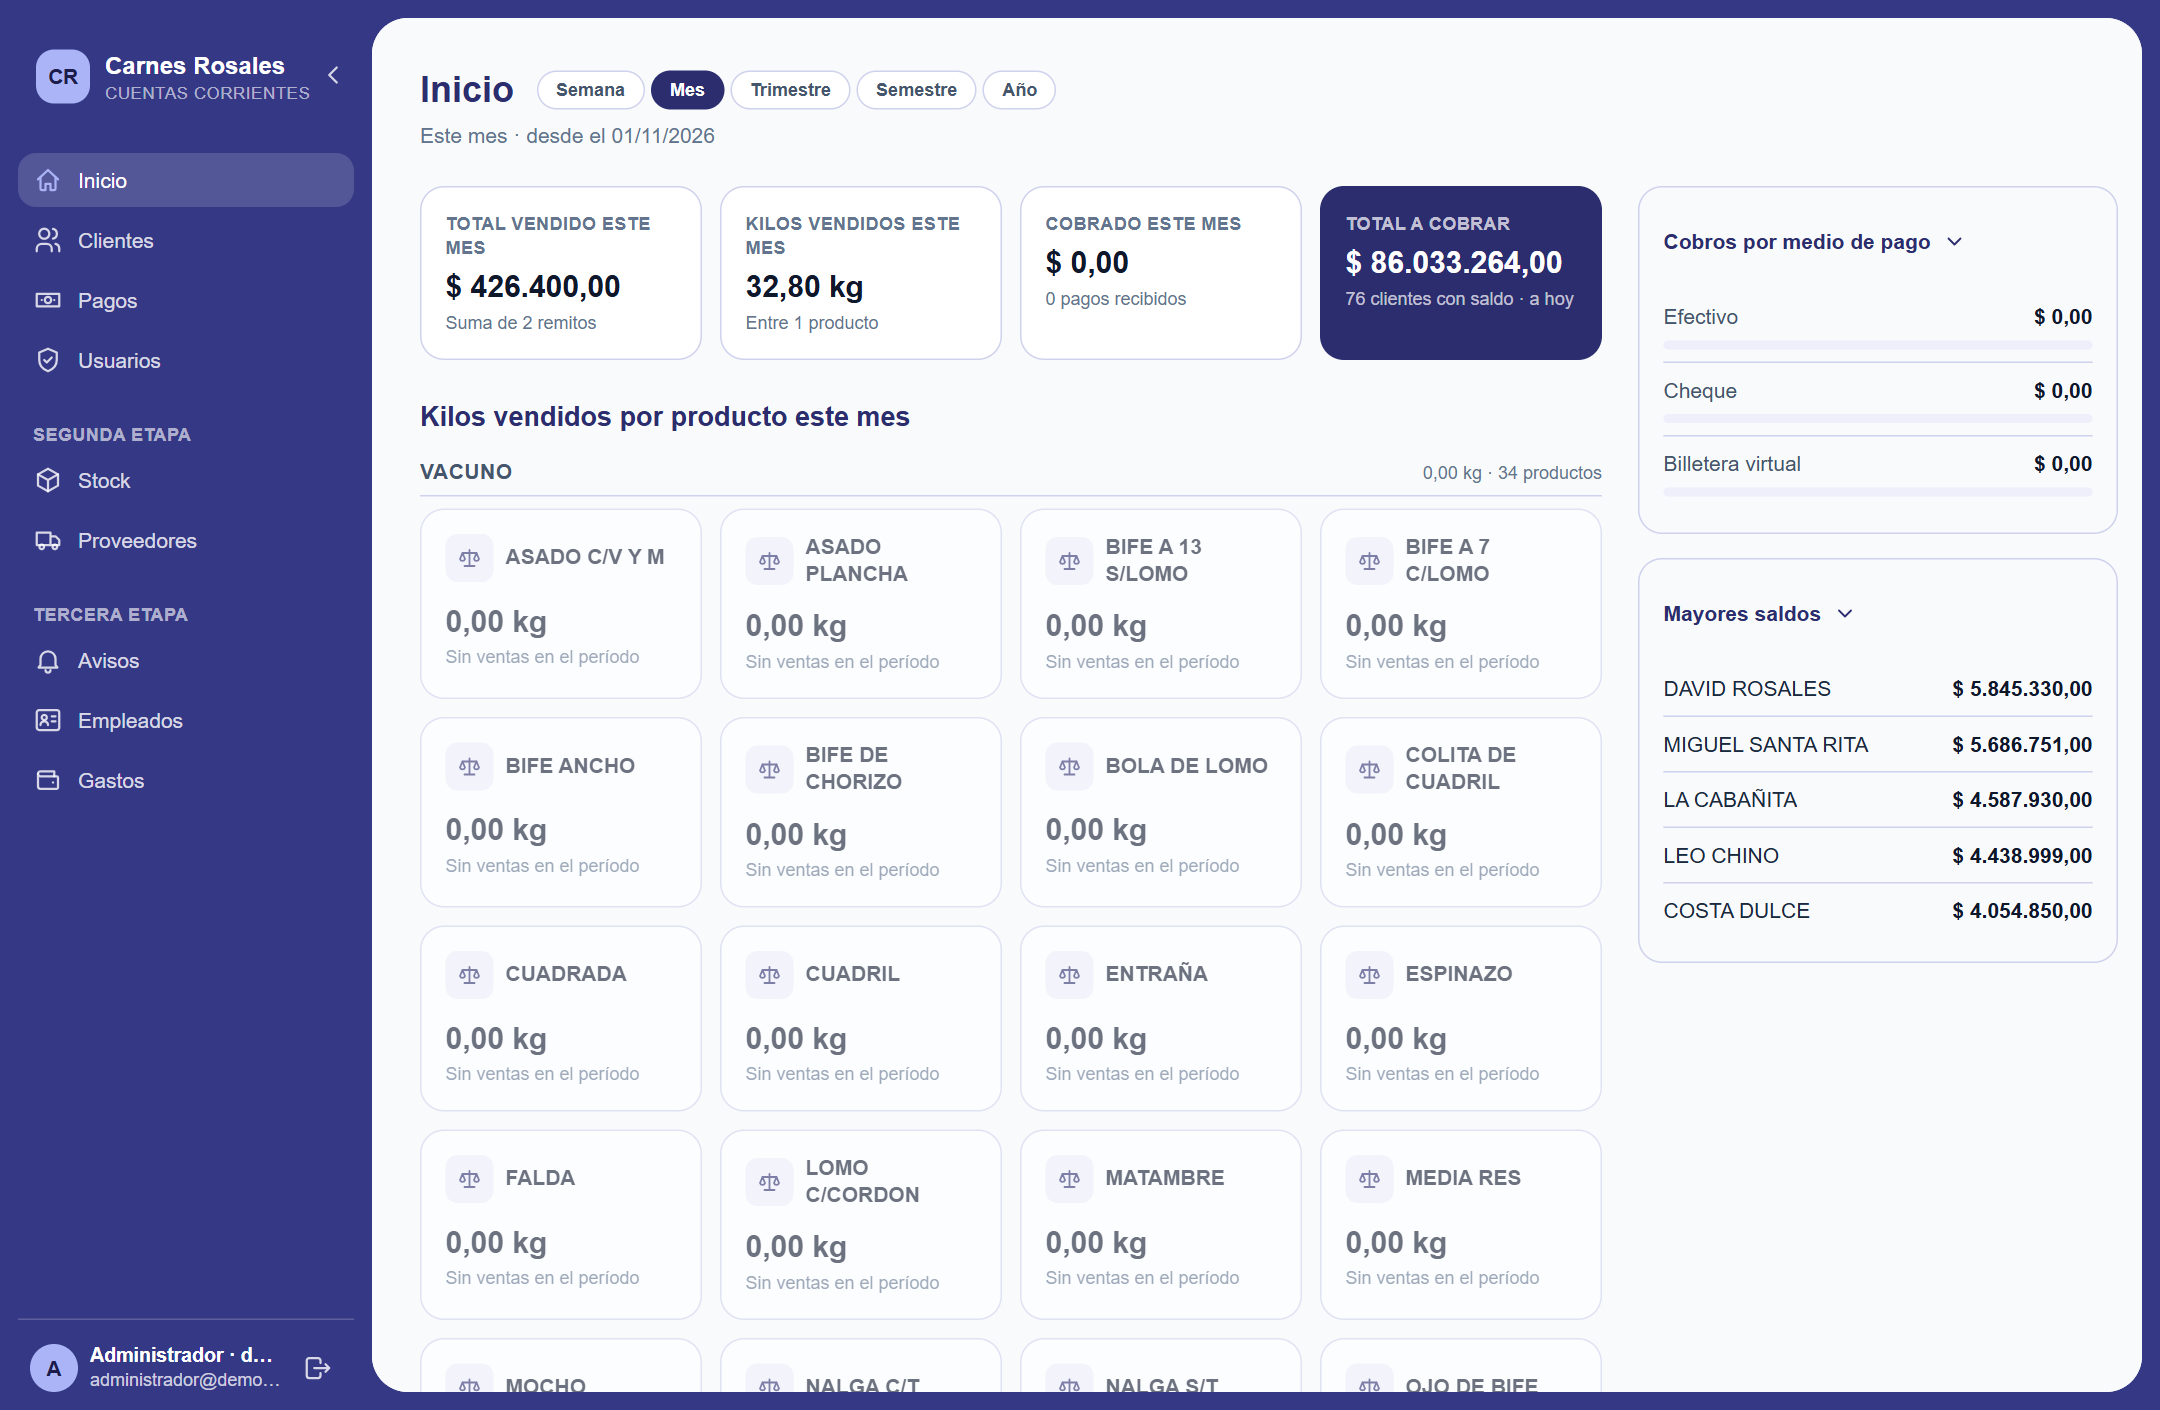 CR
Carnes Rosales
CUENTAS CORRIENTES
Inicio
Clientes
Pagos
Usuarios
SEGUNDA ETAPA
Stock
Proveedores
TERCERA ETAPA
Avisos
Empleados
Gastos
A
Administrador · d...
administrador@demo...
Inicio
Semana
Mes
Trimestre
Semestre
Año
Este mes · desde el 01/11/2026
TOTAL VENDIDO ESTE
MES
$ 426.400,00
Suma de 2 remitos
KILOS VENDIDOS ESTE
MES
32,80 kg
Entre 1 producto
COBRADO ESTE MES
$ 0,00
0 pagos recibidos
TOTAL A COBRAR
$ 86.033.264,00
76 clientes con saldo · a hoy
Kilos vendidos por producto este mes
VACUNO
0,00 kg · 34 productos
ASADO C/V Y M
0,00 kg
Sin ventas en el período
ASADO
PLANCHA
0,00 kg
Sin ventas en el período
BIFE A 13
S/LOMO
0,00 kg
Sin ventas en el período
BIFE A 7
C/LOMO
0,00 kg
Sin ventas en el período
BIFE ANCHO
0,00 kg
Sin ventas en el período
BIFE DE
CHORIZO
0,00 kg
Sin ventas en el período
BOLA DE LOMO
0,00 kg
Sin ventas en el período
COLITA DE
CUADRIL
0,00 kg
Sin ventas en el período
CUADRADA
0,00 kg
Sin ventas en el período
CUADRIL
0,00 kg
Sin ventas en el período
ENTRAÑA
0,00 kg
Sin ventas en el período
ESPINAZO
0,00 kg
Sin ventas en el período
FALDA
0,00 kg
Sin ventas en el período
LOMO
C/CORDON
0,00 kg
Sin ventas en el período
MATAMBRE
0,00 kg
Sin ventas en el período
MEDIA RES
0,00 kg
Sin ventas en el período
MOCHO
NALGA C/T
NALGA S/T
OJO DE BIFE
Cobros por medio de pago
Efectivo
$ 0,00
Cheque
$ 0,00
Billetera virtual
$ 0,00
Mayores saldos
DAVID ROSALES
$ 5.845.330,00
MIGUEL SANTA RITA
$ 5.686.751,00
LA CABAÑITA
$ 4.587.930,00
LEO CHINO
$ 4.438.999,00
COSTA DULCE
$ 4.054.850,00